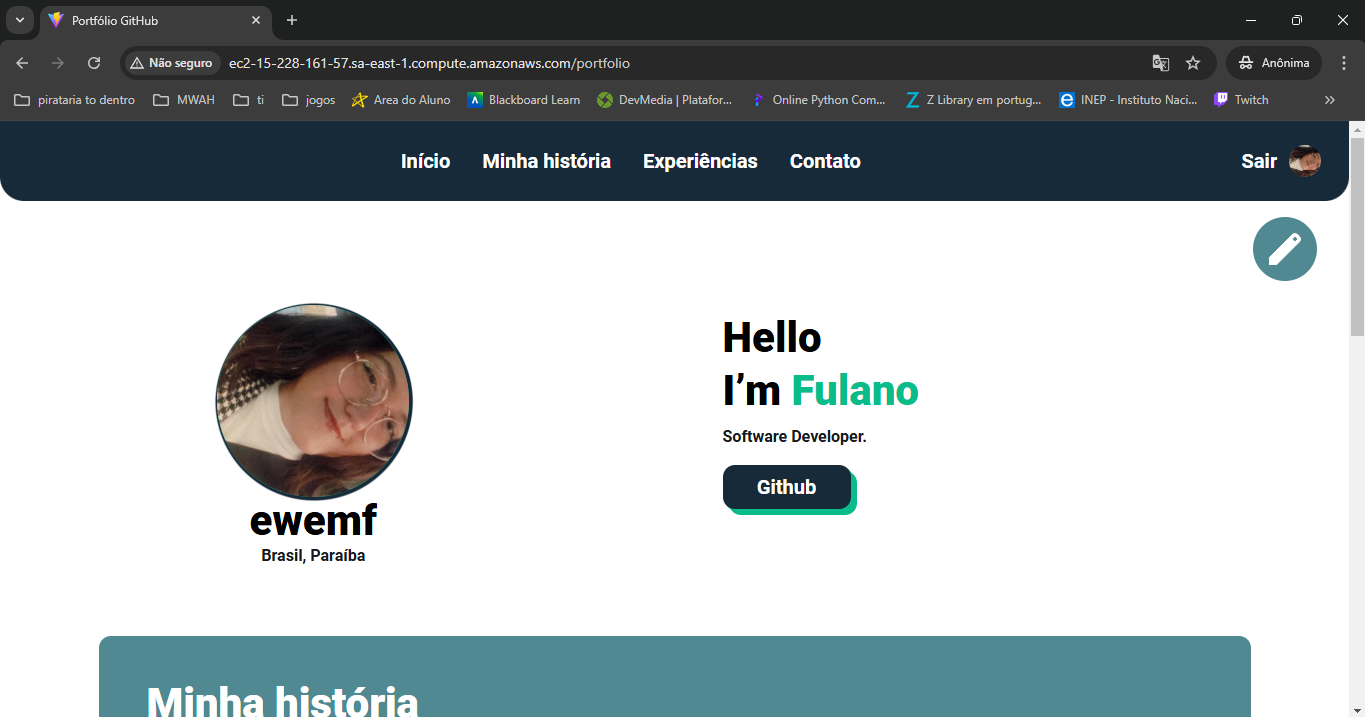 Portfólio GitHub
Não seguro
ec2-15-228-161-57.sa-east-1.compute.amazonaws.com/portfolio
Anônima
pirataria to dentro
MWAH
ti
jogos
Area do Aluno
Blackboard Learn
DevMedia | Platafor...
Online Python Com...
Z Library em portug...
INEP - Instituto Naci...
Twitch
Início
Minha história
Experiências
Contato
Sair
ewemf
Brasil, Paraíba
Hello
I’m Fulano
Software Developer.
Github
Minha história